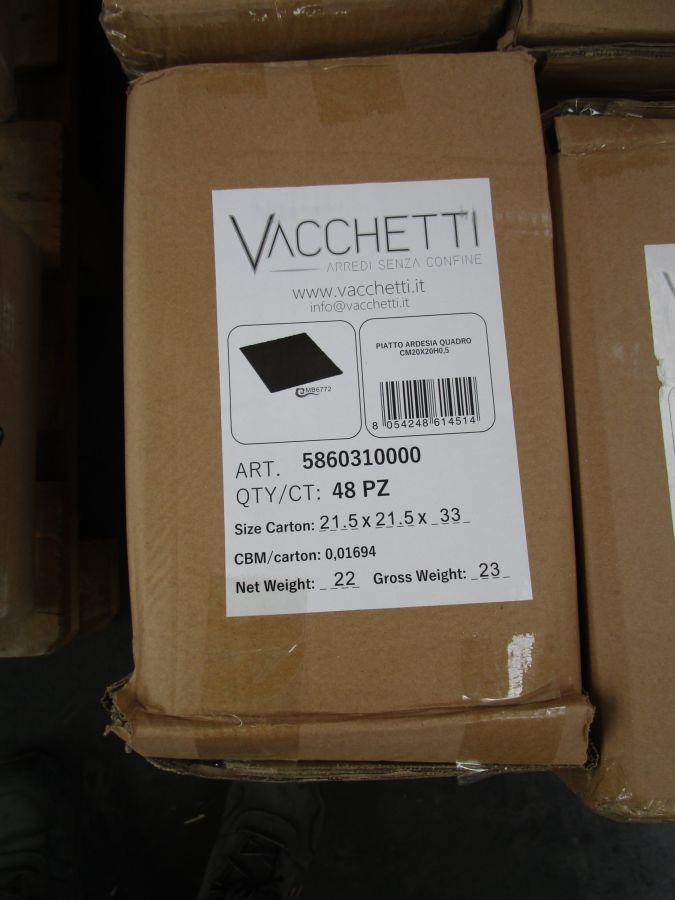 VACCHETTI
ARREDI SENZA CONFINE
www.vacchetti.it
info@vacchetti.it
MB6772
PIATTO ARDESIA QUADRO
CM20X20H0,5
8 054248 614514
ART. 5860310000
QTY/CT: 48 PZ
Size Carton: 21.5 x 21.5 x 33
CBM/carton: 0,01694
Net Weight: 22 Gross Weight: 23